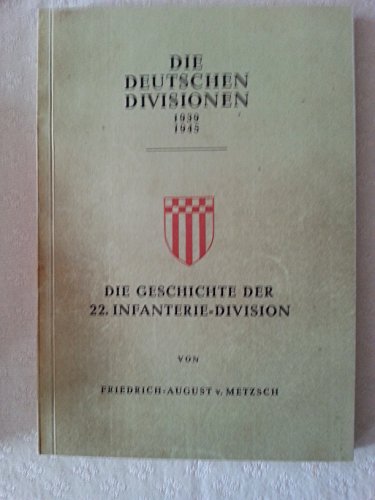 DIE
DEUTSCHEN
DIVISIONEN
1939
1945
DIE GESCHICHTE DER
22. INFANTERIE-DIVISION
VON
FRIEDRICH-AUGUST v. METZSCH